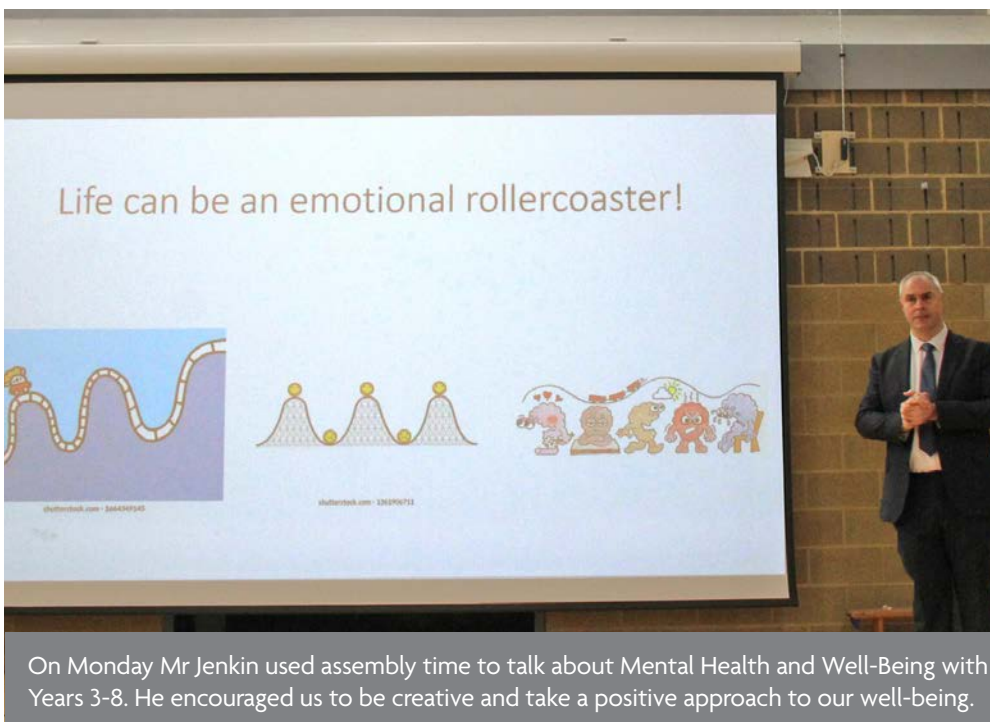 Life can be an emotional rollercoaster!
On Monday Mr Jenkin used assembly time to talk about Mental Health and Well-Being with
Years 3-8. He encouraged us to be creative and take a positive approach to our well-being.